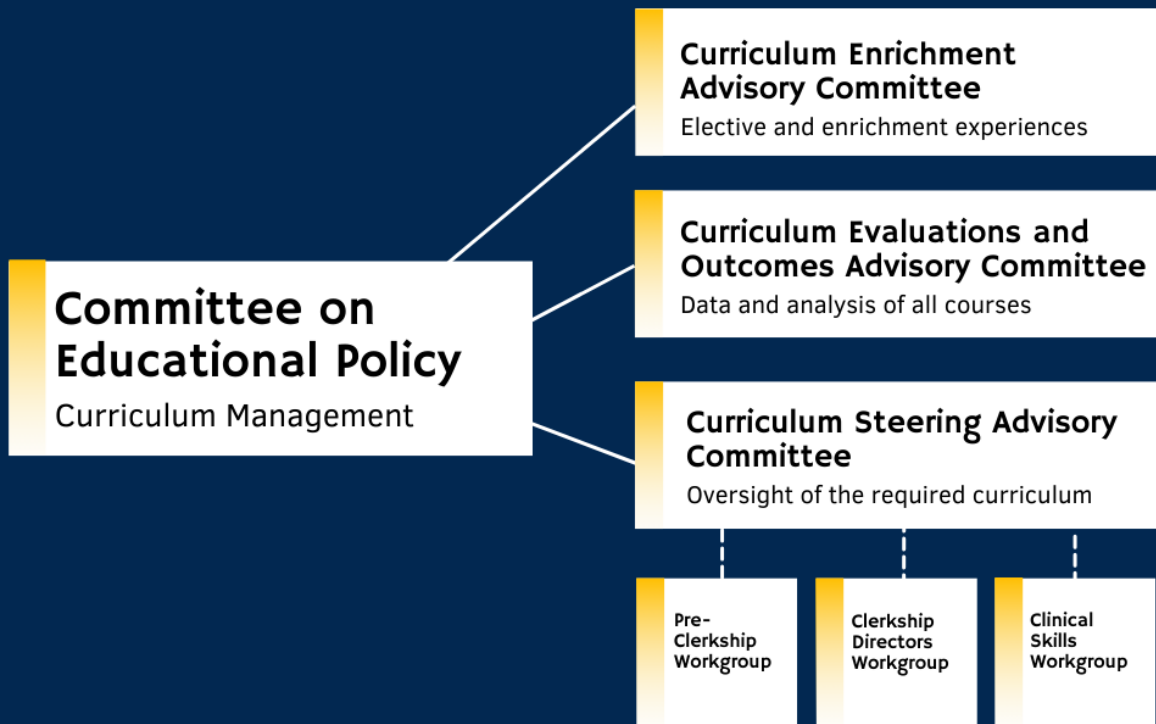 Curriculum Enrichment
Advisory Committee
Elective and enrichment experiences
Curriculum Evaluations and
Outcomes Advisory Committee
Data and analysis of all courses
Committee on
Educational Policy
Curriculum Management
Curriculum Steering Advisory
Committee
Oversight of the required curriculum
Pre-
Clerkship
Workgroup
Clerkship
Directors
Workgroup
Clinical
Skills
Workgroup